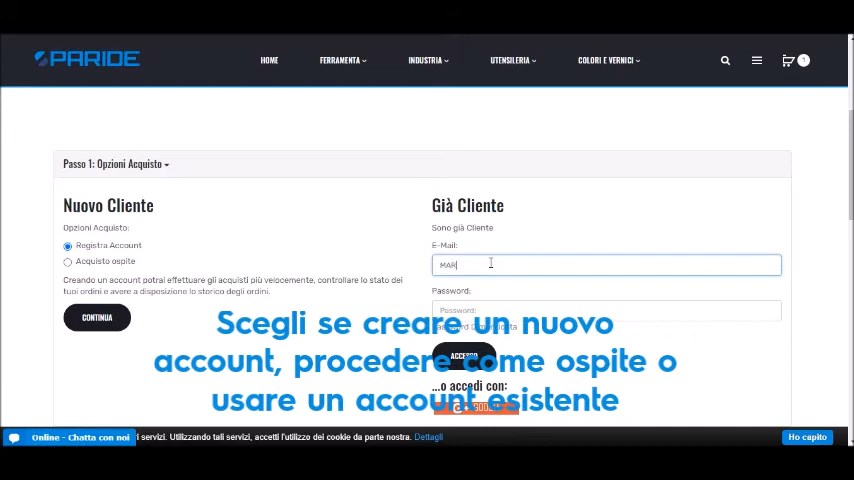 PARIDE
HOME
FERRAMENTA
INDUSTRIA
UTENSILERIA
COLORI E VERNICI
1
Passo 1: Opzioni Acquisto
Nuovo Cliente
Opzioni Acquisto:
Registra Account
Acquisto ospite
Creando un account potrai effettuare gli acquisti più velocemente, controllare lo stato dei
tuoi ordini e avere a disposizione lo storico degli ordini.
CONTINUA
Già Cliente
Sono già Cliente
E-Mail:
MAR
Password:
Password:
ACCESSO
...o accedi con:
Scegli se creare un nuovo
account, procedere come ospite o
usare un account esistente
Online - Chatta con noi
i servizi. Utilizzando tali servizi, accetti l'utilizzo dei cookie da parte nostra. Dettagli
Ho capito